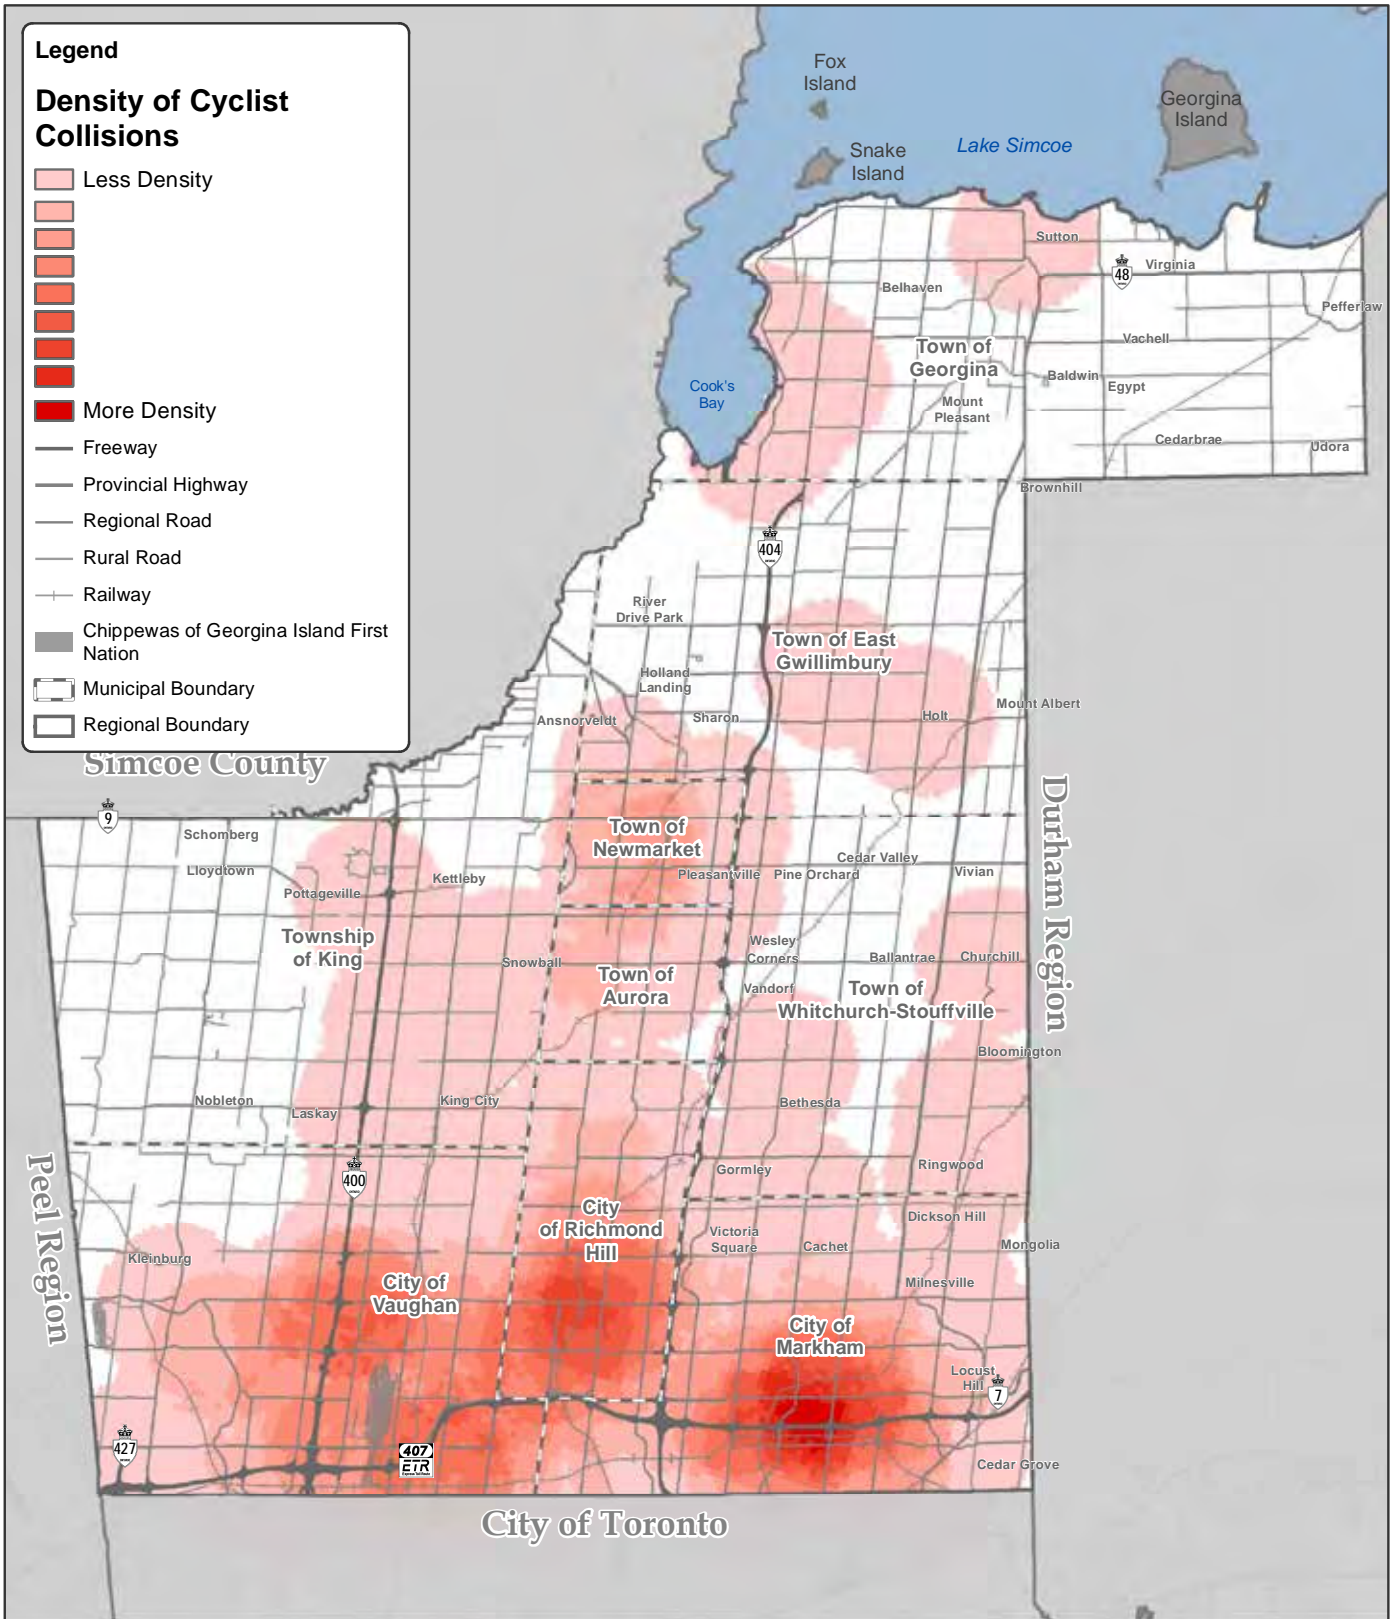 Legend
Density of Cyclist
Collisions
Less Density
More Density
Freeway
Provincial Highway
Regional Road
Rural Road
Railway
Chippewas of Georgina Island First
Nation
Municipal Boundary
Regional Boundary
Fox
Island
Georgina
Island
Snake
Island
Lake Simcoe
Sutton
Virginia
48
Belhaven
Pefferlaw
Town of
Georgina
Vachell
Cook's
Bay
Baldwin
Egypt
Mount
Pleasant
Cedarbrae
Udora
Brownhill
404
River
Drive Park
Town of East
Gwillimbury
Holland
Landing
Mount Albert
Ansnorveldt
Sharon
Holt
Simcoe County
9
Schomberg
Town of
Newmarket
Durham Region
Lloydtown
Kettleby
Pleasantville
Pine Orchard
Cedar Valley
Vivian
Pottageville
Township
of King
Snowball
Wesley
Corners
Ballantrae
Churchill
Town of
Aurora
Vandorf
Town of
Whitchurch-Stouffville
Bloomington
Nobleton
Laskay
King City
Bethesda
Peel Region
400
Gormley
Ringwood
City
of Richmond
Hill
Dickson Hill
Victoria
Square
Cachet
Mongolia
Kleinburg
City of
Vaughan
Milnesville
City of
Markham
Locust
Hill
7
427
407
ETR
Cedar Grove
City of Toronto